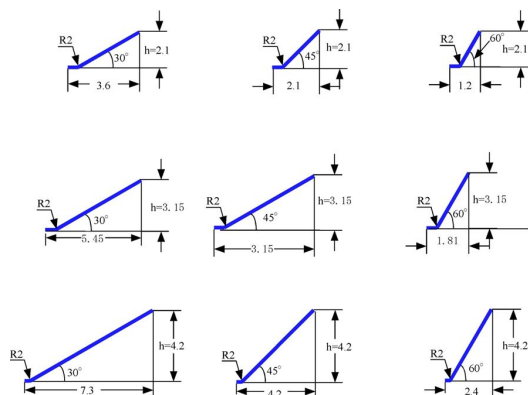 R2 30° h=2.1
3.6
R2 45° h=2.1
2.1
R2 60° h=2.1
1.2
R2 30° h=3.15
5.45
R2 45° h=3.15
3.15
R2 60° h=3.15
1.81
R2 30° h=4.2
7.3
R2 45° h=4.2
4.2
R2 60° h=4.2
2.4